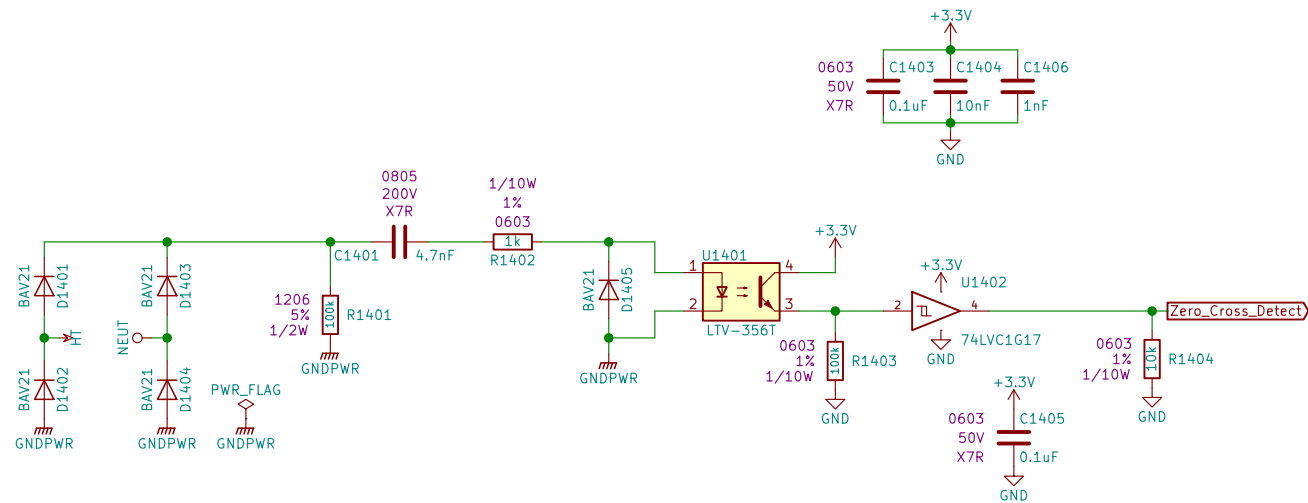 +3.3V
0603
50V
X7R
C1403
0.1uF
C1404
10nF
C1406
1nF
GND
0805
200V
X7R
C1401
4.7nF
1/10W
1%
0603
1k
R1402
BAV21
D1401
BAV21
D1403
HT
NEUT
BAV21
D1402
BAV21
D1404
GNDPWR
GNDPWR
PWR_FLAG
GNDPWR
1206
5%
1/2W
100k
R1401
GNDPWR
BAV21
D1405
GNDPWR
U1401
1
2
4
3
LTV-356T
+3.3V
0603
1%
1/10W
100k
R1403
GND
+3.3V
U1402
2
4
74LVC1G17
GND
Zero_Cross_Detect
0603
1%
1/10W
10k
R1404
GND
+3.3V
0603
50V
X7R
C1405
0.1uF
GND